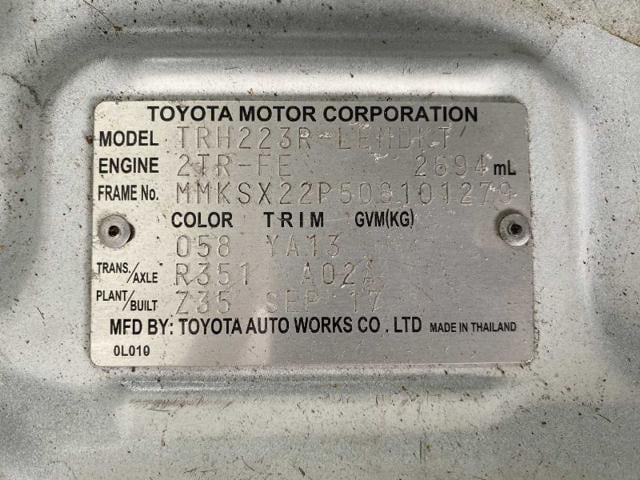 TOYOTA MOTOR CORPORATION
MODEL TRH223R-LEMDKT
ENGINE 2TR-FE 2694 mL
FRAME No. MMKSX22P508101279
COLOR TRIM GVM(KG)
058 YA13
TRANS./AXLE R351 A02A
PLANT/BUILT Z35 SEP 17
MFD BY: TOYOTA AUTO WORKS CO., LTD MADE IN THAILAND
0L010